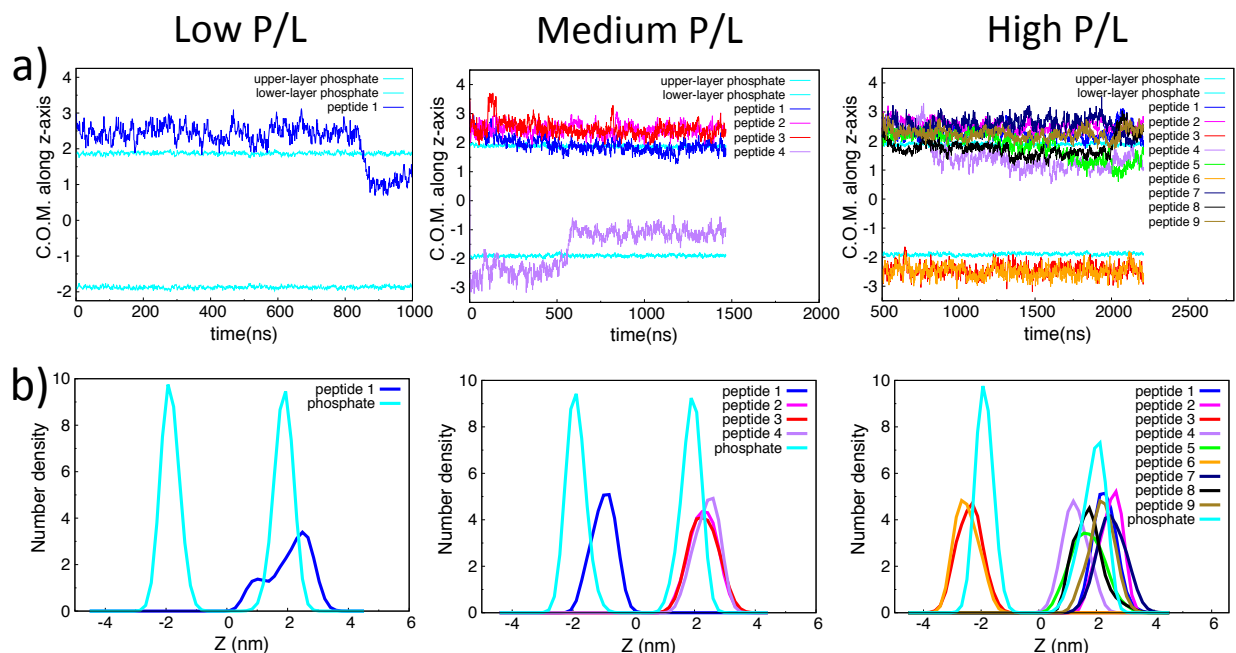 Low P/L
Medium P/L
High P/L
a)
C.O.M. along z-axis
4
3
2
1
0
-1
-2
upper-layer phosphate
lower-layer phosphate
peptide 1
0 200 400 600 800 1000
time(ns)
C.O.M. along z-axis
4
3
2
1
0
-1
-2
-3
upper-layer phosphate
lower-layer phosphate
peptide 1
peptide 2
peptide 3
peptide 4
0 500 1000 1500 2000
time(ns)
C.O.M. along z-axis
4
3
2
1
0
-1
-2
-3
upper-layer phosphate
lower-layer phosphate
peptide 1
peptide 2
peptide 3
peptide 4
peptide 5
peptide 6
peptide 7
peptide 8
peptide 9
500 1000 1500 2000 2500
time(ns)
b)
Number density
10
8
6
4
2
0
peptide 1
phosphate
-4 -2 0 2 4 6
Z (nm)
Number density
10
8
6
4
2
0
peptide 1
peptide 2
peptide 3
peptide 4
phosphate
-4 -2 0 2 4 6
Z (nm)
Number density
10
8
6
4
2
0
peptide 1
peptide 2
peptide 3
peptide 4
peptide 5
peptide 6
peptide 7
peptide 8
peptide 9
phosphate
-4 -2 0 2 4 6
Z (nm)